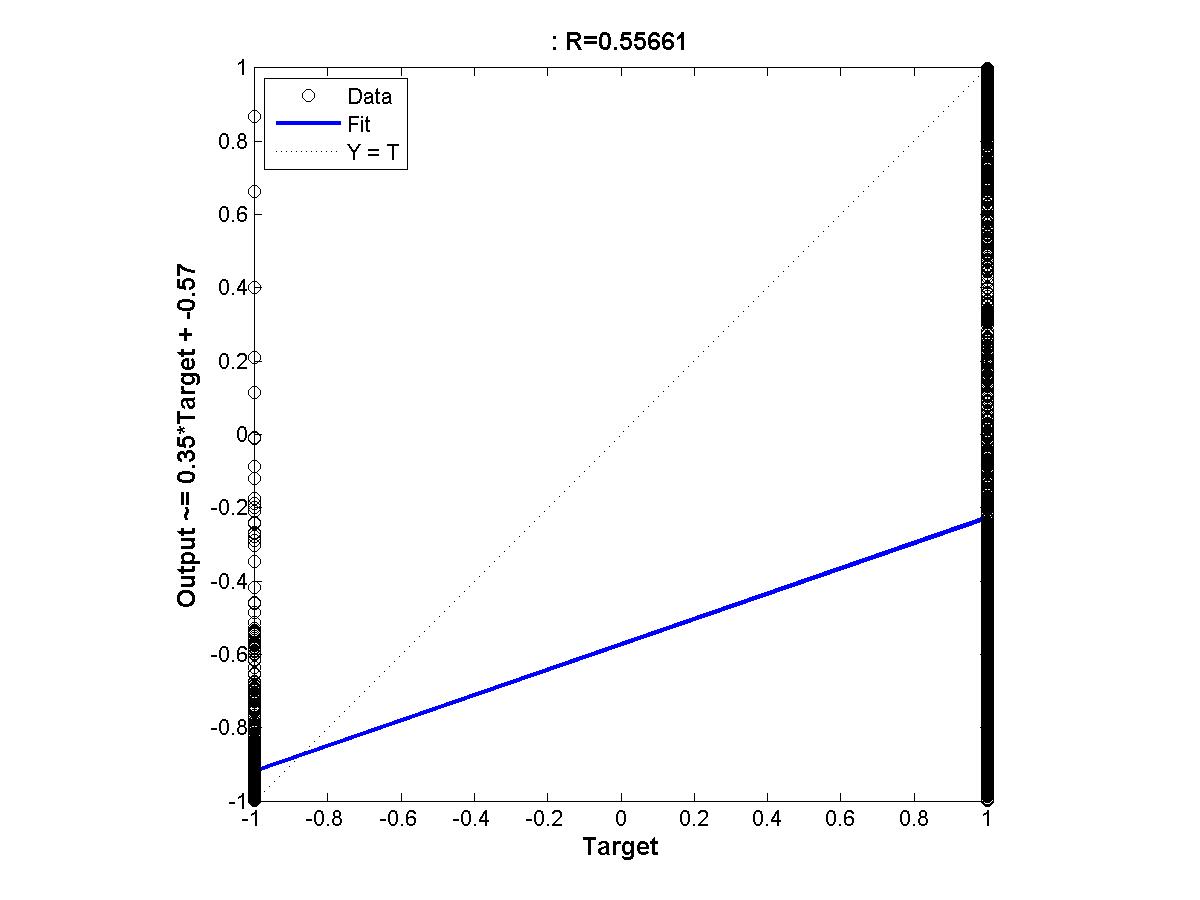 : R=0.55661
Data
Fit
Y = T
Output ~= 0.35*Target + -0.57
1
0.8
0.6
0.4
0.2
0
-0.2
-0.4
-0.6
-0.8
-1
-1 -0.8 -0.6 -0.4 -0.2 0 0.2 0.4 0.6 0.8 1
Target